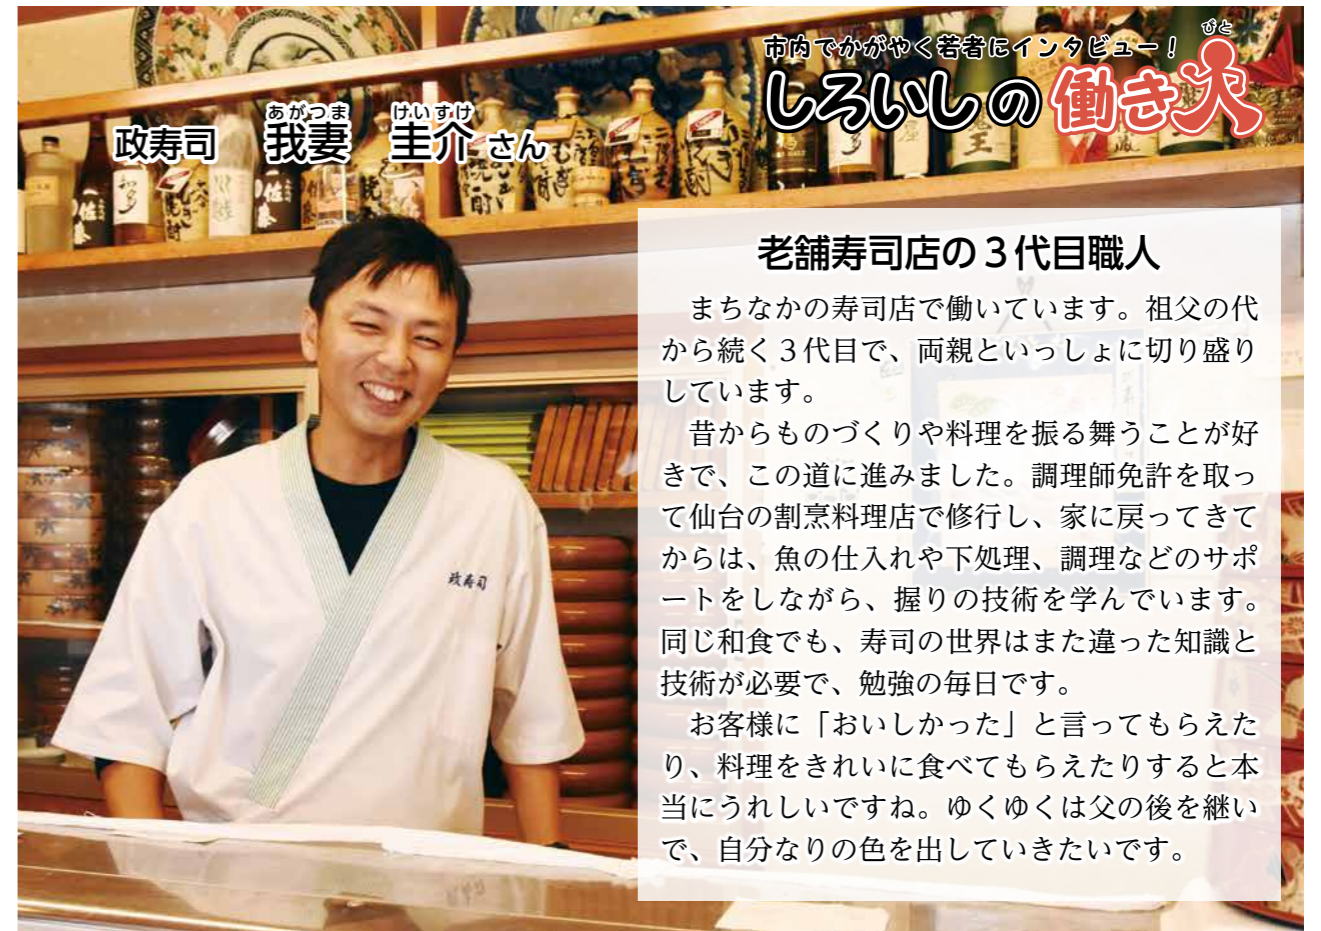 市内でかがやく若者にインタビュー！
びと
しろいしの働き人
あがつま けいすけ
政寿司 我妻 圭介 さん
老舗寿司店の３代目職人
まちなかの寿司店で働いています。祖父の代
から続く３代目で、両親といっしょに切り盛り
しています。
昔からものづくりや料理を振る舞うことが好
きで、この道に進みました。調理師免許を取っ
て仙台の割烹料理店で修行し、家に戻ってきて
からは、魚の仕入れや下処理、調理などのサポ
ートをしながら、握りの技術を学んでいます。
同じ和食でも、寿司の世界はまた違った知識と
技術が必要で、勉強の毎日です。
お客様に「おいしかった」と言ってもらえた
り、料理をきれいに食べてもらえたりすると本
当にうれしいですね。ゆくゆくは父の後を継い
で、自分なりの色を出していきたいです。
政寿司